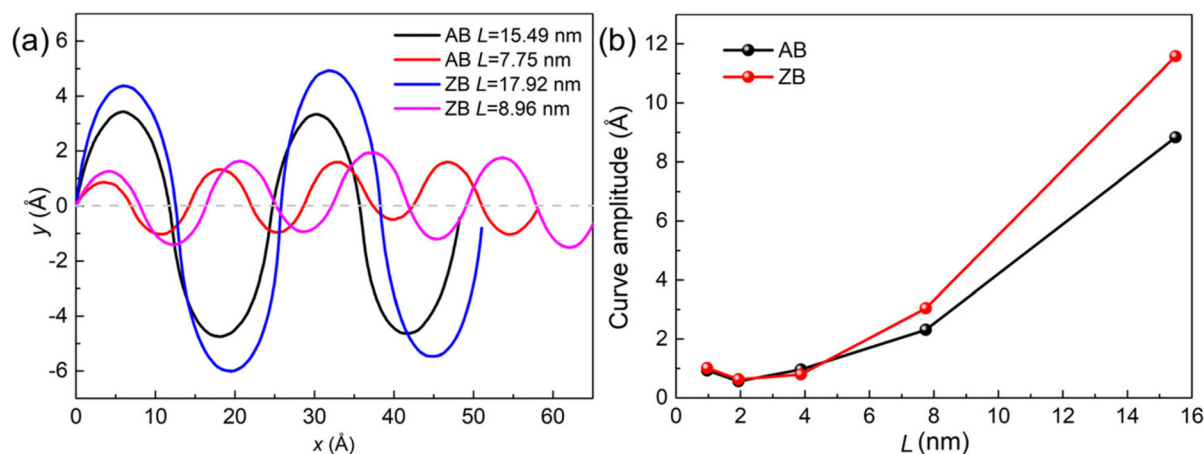 (a)
AB L=15.49 nm
AB L=7.75 nm
ZB L=17.92 nm
ZB L=8.96 nm
6
4
2
0
-2
-4
-6
y (Å)
0 10 20 30 40 50 60
x (Å)
(b)
AB
ZB
12
10
8
6
4
2
0
Curve amplitude (Å)
0 2 4 6 8 10 12 14 16
L (nm)